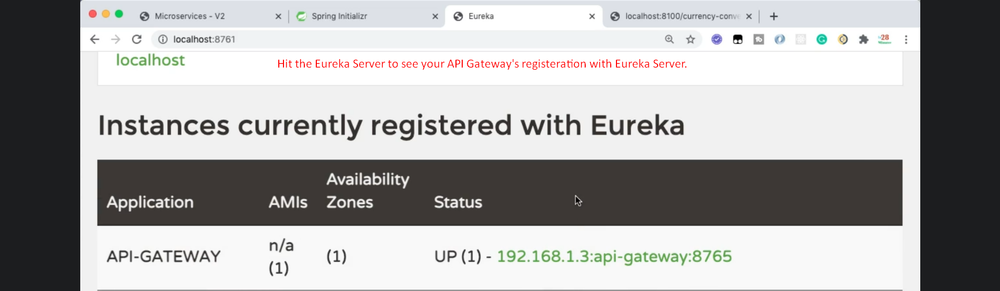 Microservices - V2
Spring Initializr
Eureka
localhost:8100/currency-conve
localhost:8761
28
localhost
Hit the Eureka Server to see your API Gateway's registeration with Eureka Server.
Instances currently registered with Eureka
Application
AMIs
Availability
Zones
Status
API-GATEWAY
n/a
(1)
(1)
UP (1) - 192.168.1.3:api-gateway:8765